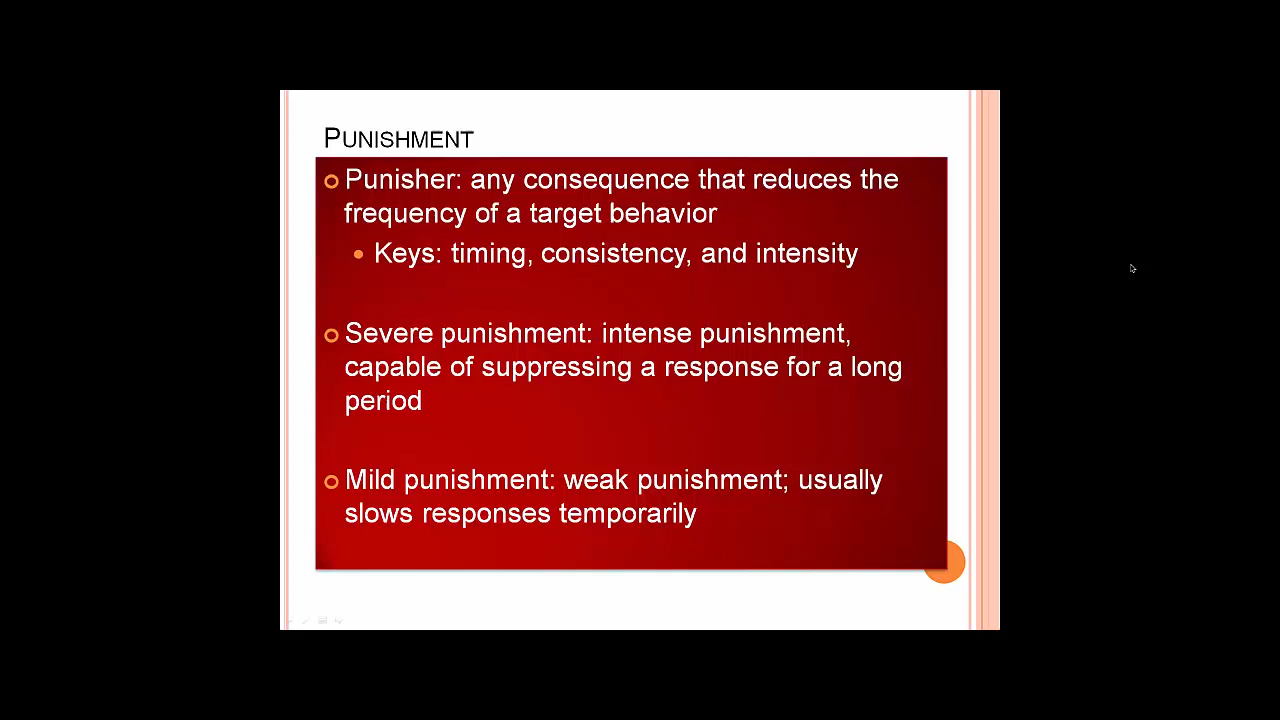 PUNISHMENT
Punisher: any consequence that reduces the
frequency of a target behavior
Keys: timing, consistency, and intensity
Severe punishment: intense punishment,
capable of suppressing a response for a long
period
Mild punishment: weak punishment; usually
slows responses temporarily